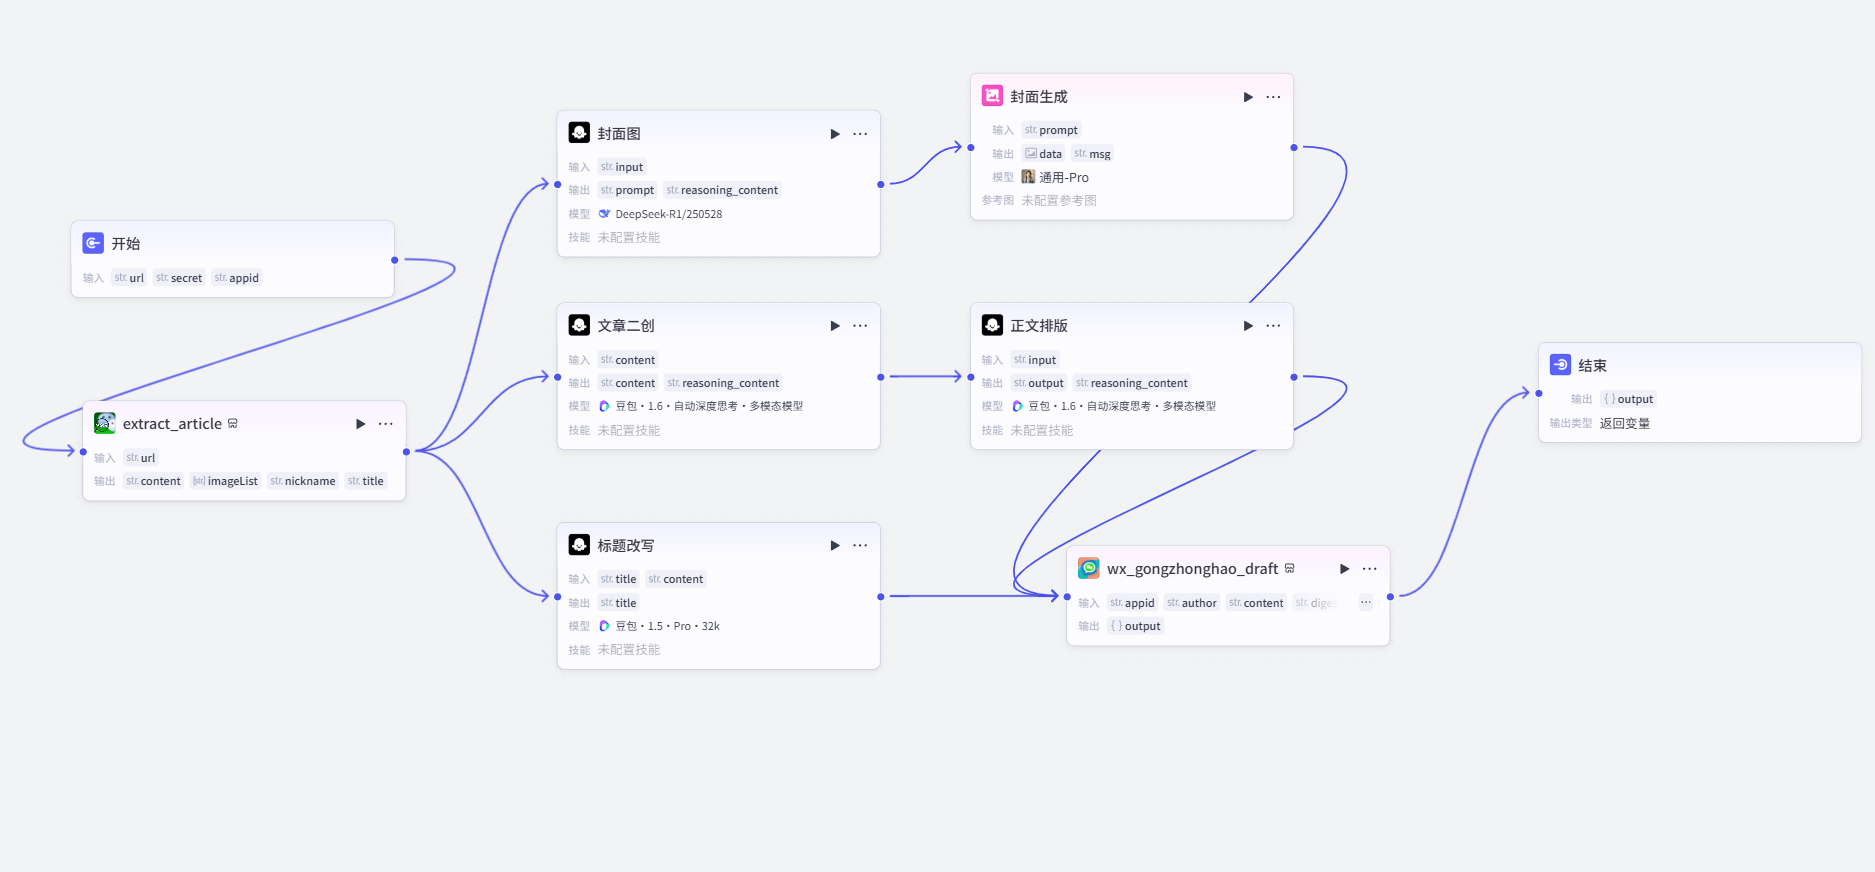 开始
输入 str. url str. secret str. appid
extract_article
输入 str. url
输出 str. content imageList str. nickname str. title
封面图
输入 str. input
输出 str. prompt str. reasoning_content
模型 DeepSeek-R1/250528
技能 未配置技能
文章二创
输入 str. content
输出 str. content str. reasoning_content
模型 豆包·1.6·自动深度思考·多模态模型
技能 未配置技能
标题改写
输入 str. title str. content
输出 str. title
模型 豆包·1.5·Pro·32k
技能 未配置技能
封面生成
输入 str. prompt
输出 data str. msg
模型 通用-Pro
参考图 未配置参考图
正文排版
输入 str. input
输出 str. output str. reasoning_content
模型 豆包·1.6·自动深度思考·多模态模型
技能 未配置技能
wx_gongzhonghao_draft
输入 str. appid str. author str. content str. diges ...
输出 { } output
结束
输出 { } output
输出类型 返回变量